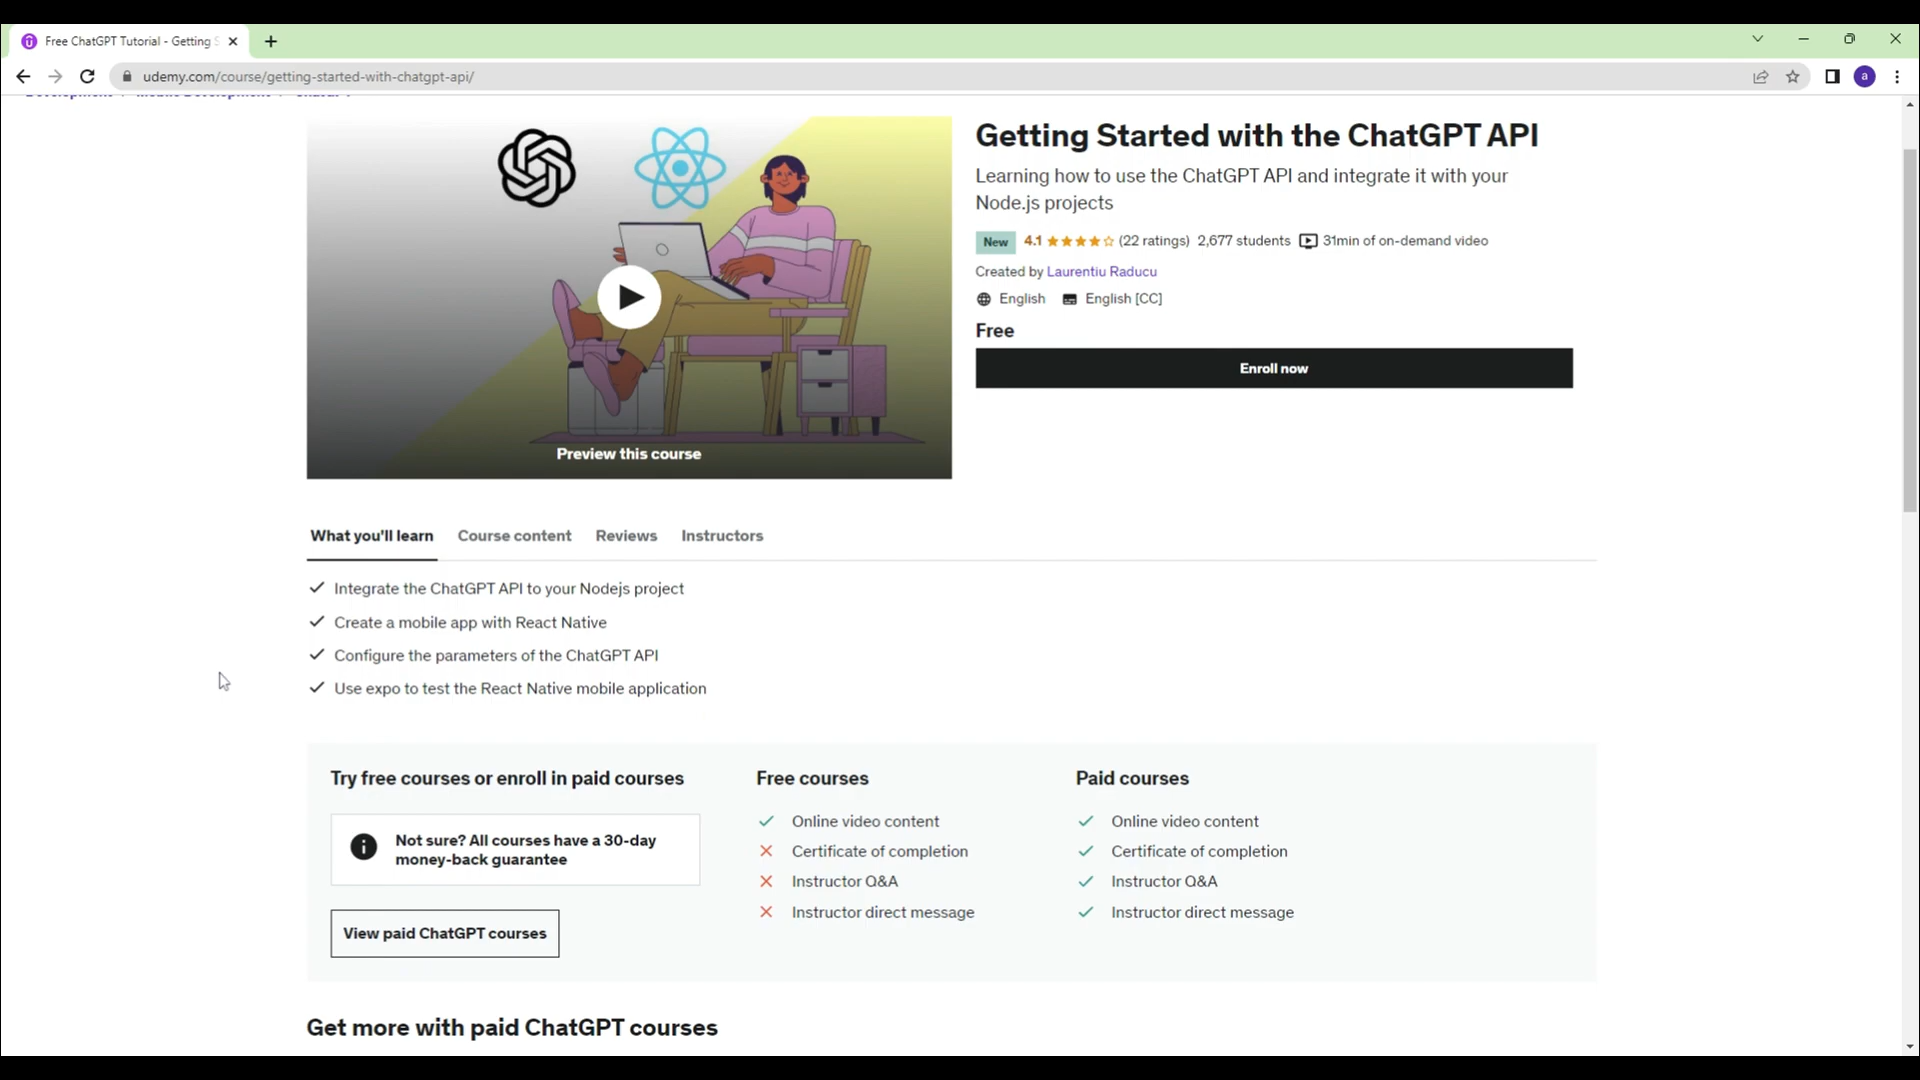 Free ChatGPT Tutorial - Getting S
udemy.com/course/getting-started-with-chatgpt-api/
a
Getting Started with the ChatGPT API
Learning how to use the ChatGPT API and integrate it with your
Node.js projects
New 4.1 (22 ratings) 2,677 students 31min of on-demand video
Created by Laurentiu Raducu
English English [CC]
Free
Enroll now
Preview this course
What you'll learn Course content Reviews Instructors
Integrate the ChatGPT API to your Nodejs project
Create a mobile app with React Native
Configure the parameters of the ChatGPT API
Use expo to test the React Native mobile application
Try free courses or enroll in paid courses
Not sure? All courses have a 30-day
money-back guarantee
View paid ChatGPT courses
Free courses
Online video content
Certificate of completion
Instructor Q&A
Instructor direct message
Paid courses
Online video content
Certificate of completion
Instructor Q&A
Instructor direct message
Get more with paid ChatGPT courses